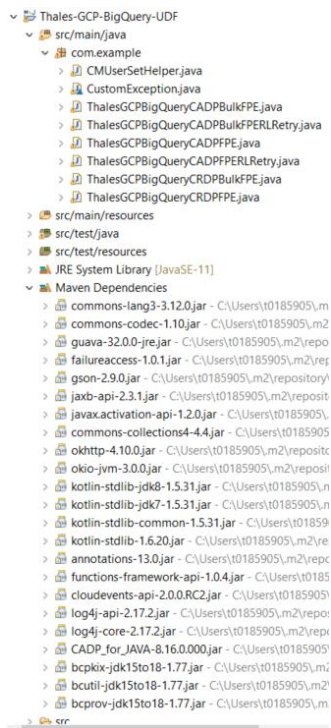 Thales-GCP-BigQuery-UDF
src/main/java
com.example
CMUserSetHelper.java
CustomException.java
ThalesGCPBigQueryCADPBulkFPE.java
ThalesGCPBigQueryCADPBulkFPERLRetry.java
ThalesGCPBigQueryCADPFPE.java
ThalesGCPBigQueryCADPFPERLRetry.java
ThalesGCPBigQueryCRDPBulkFPE.java
ThalesGCPBigQueryCRDPFPE.java
src/main/resources
src/test/java
src/test/resources
JRE System Library [JavaSE-11]
Maven Dependencies
commons-lang3-3.12.0.jar - C:\Users\t0185905\.m
commons-codec-1.10.jar - C:\Users\t0185905\.m2
guava-32.0.0-jre.jar - C:\Users\t0185905\.m2\repo
failureaccess-1.0.1.jar - C:\Users\t0185905\.m2\rep
gson-2.9.0.jar - C:\Users\t0185905\.m2\repository\
jaxb-api-2.3.1.jar - C:\Users\t0185905\.m2\reposit
javax.activation-api-1.2.0.jar - C:\Users\t0185905\.
commons-collections4-4.4.jar - C:\Users\t0185905
okhttp-4.10.0.jar - C:\Users\t0185905\.m2\reposito
okio-jvm-3.0.0.jar - C:\Users\t0185905\.m2\reposit
kotlin-stdlib-jdk8-1.5.31.jar - C:\Users\t0185905\.n
kotlin-stdlib-jdk7-1.5.31.jar - C:\Users\t0185905\.n
kotlin-stdlib-common-1.5.31.jar - C:\Users\t01859
kotlin-stdlib-1.6.20.jar - C:\Users\t0185905\.m2\re
annotations-13.0.jar - C:\Users\t0185905\.m2\repo
functions-framework-api-1.0.4.jar - C:\Users\t0185
cloudevents-api-2.0.0.RC2.jar - C:\Users\t0185905\
log4j-api-2.17.2.jar - C:\Users\t0185905\.m2\repos
log4j-core-2.17.2.jar - C:\Users\t0185905\.m2\repo
CADP_for_JAVA-8.16.0.000.jar - C:\Users\t0185905\
bcpkix-jdk15to18-1.77.jar - C:\Users\t0185905\.m2
bcutil-jdk15to18-1.77.jar - C:\Users\t0185905\.m2\
bcprov-jdk15to18-1.77.jar - C:\Users\t0185905\.m
src